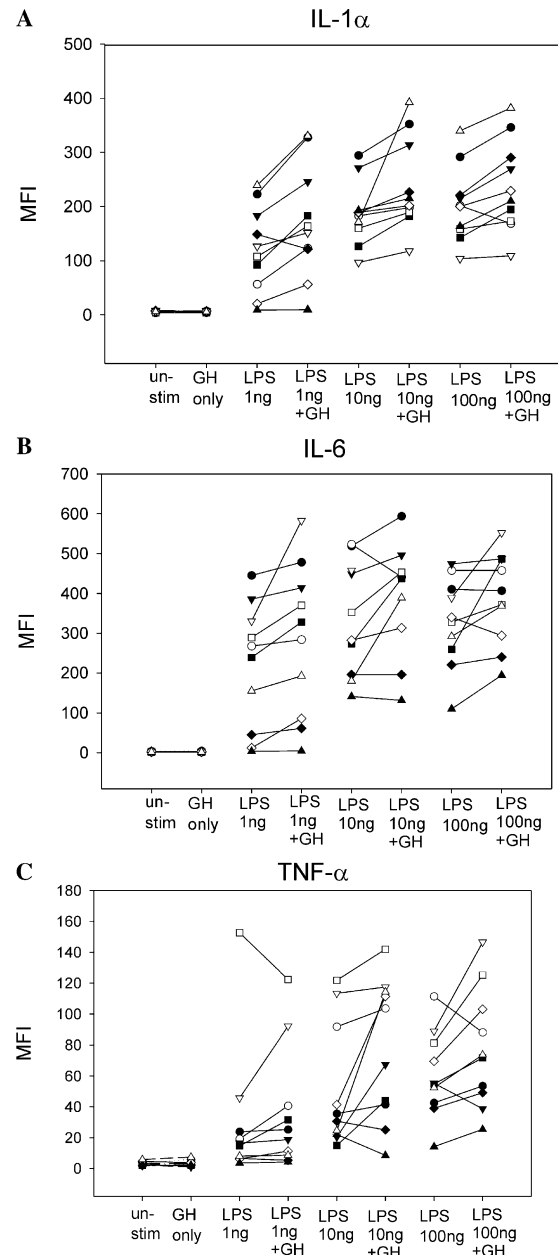 A
IL-1α
500
400
300
200
100
0
MFI
un-
stim
GH
only
LPS
1ng
LPS
1ng
+GH
LPS
10ng
LPS
10ng
+GH
LPS
100ng
LPS
100ng
+GH
B
IL-6
700
600
500
400
300
200
100
0
MFI
un-
stim
GH
only
LPS
1ng
LPS
1ng
+GH
LPS
10ng
LPS
10ng
+GH
LPS
100ng
LPS
100ng
+GH
C
TNF-α
180
160
140
120
100
80
60
40
20
0
MFI
un-
stim
GH
only
LPS
1ng
LPS
1ng
+GH
LPS
10ng
LPS
10ng
+GH
LPS
100ng
LPS
100ng
+GH